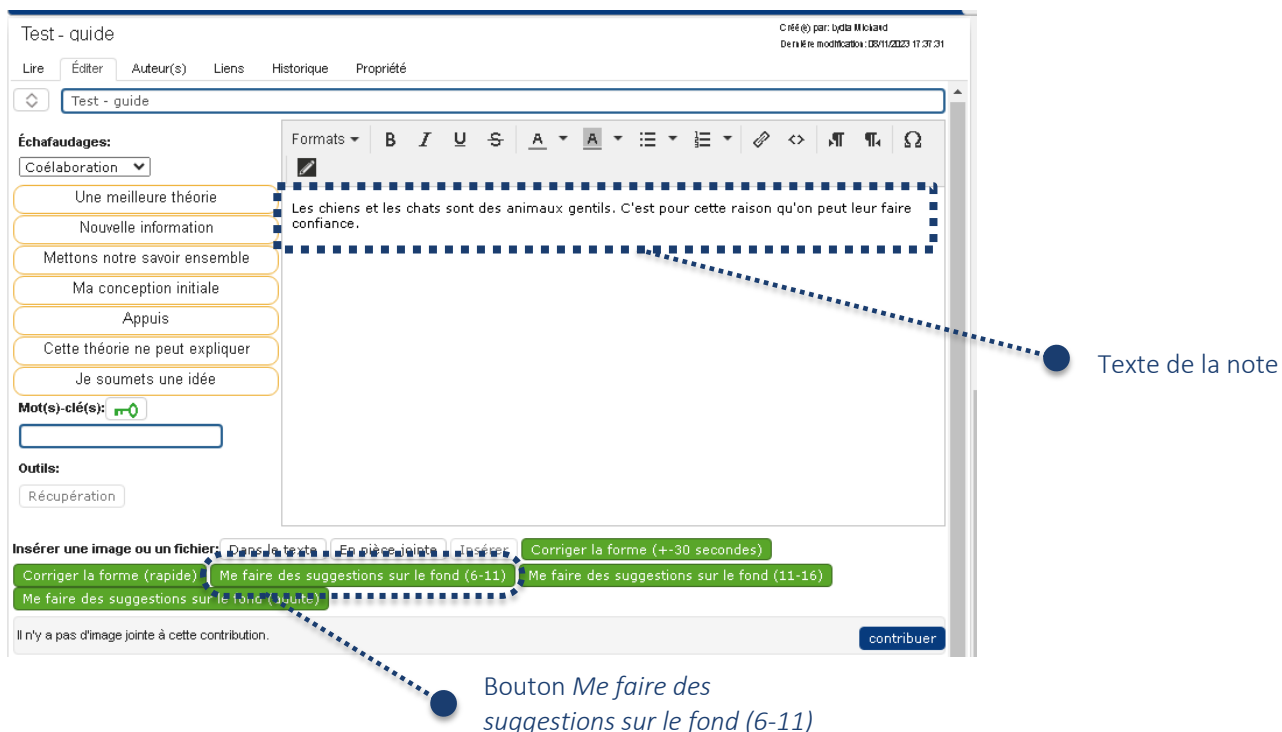 Test - guide
Créé(e) par: Lydia Michaud
Dernière modification: 08/11/2023 17:37:31
Lire Éditer Auteur(s) Liens Historique Propriété
Test - guide
Échafaudages:
Coélaboration
Une meilleure théorie
Nouvelle information
Mettons notre savoir ensemble
Ma conception initiale
Appuis
Cette théorie ne peut expliquer
Je soumets une idée
Mot(s)-clé(s):
Outils:
Récupération
Formats B I U S A A Ω
Les chiens et les chats sont des animaux gentils. C'est pour cette raison qu'on peut leur faire
confiance.
Texte de la note
Insérer une image ou un fichier: Dans le texte En pièce jointe Insérer Corriger la forme (+-30 secondes)
Corriger la forme (rapide) Me faire des suggestions sur le fond (6-11) Me faire des suggestions sur le fond (11-16)
Me faire des suggestions sur le fond (adulte)
Il n'y a pas d'image jointe à cette contribution.
contribuer
Bouton Me faire des
suggestions sur le fond (6-11)